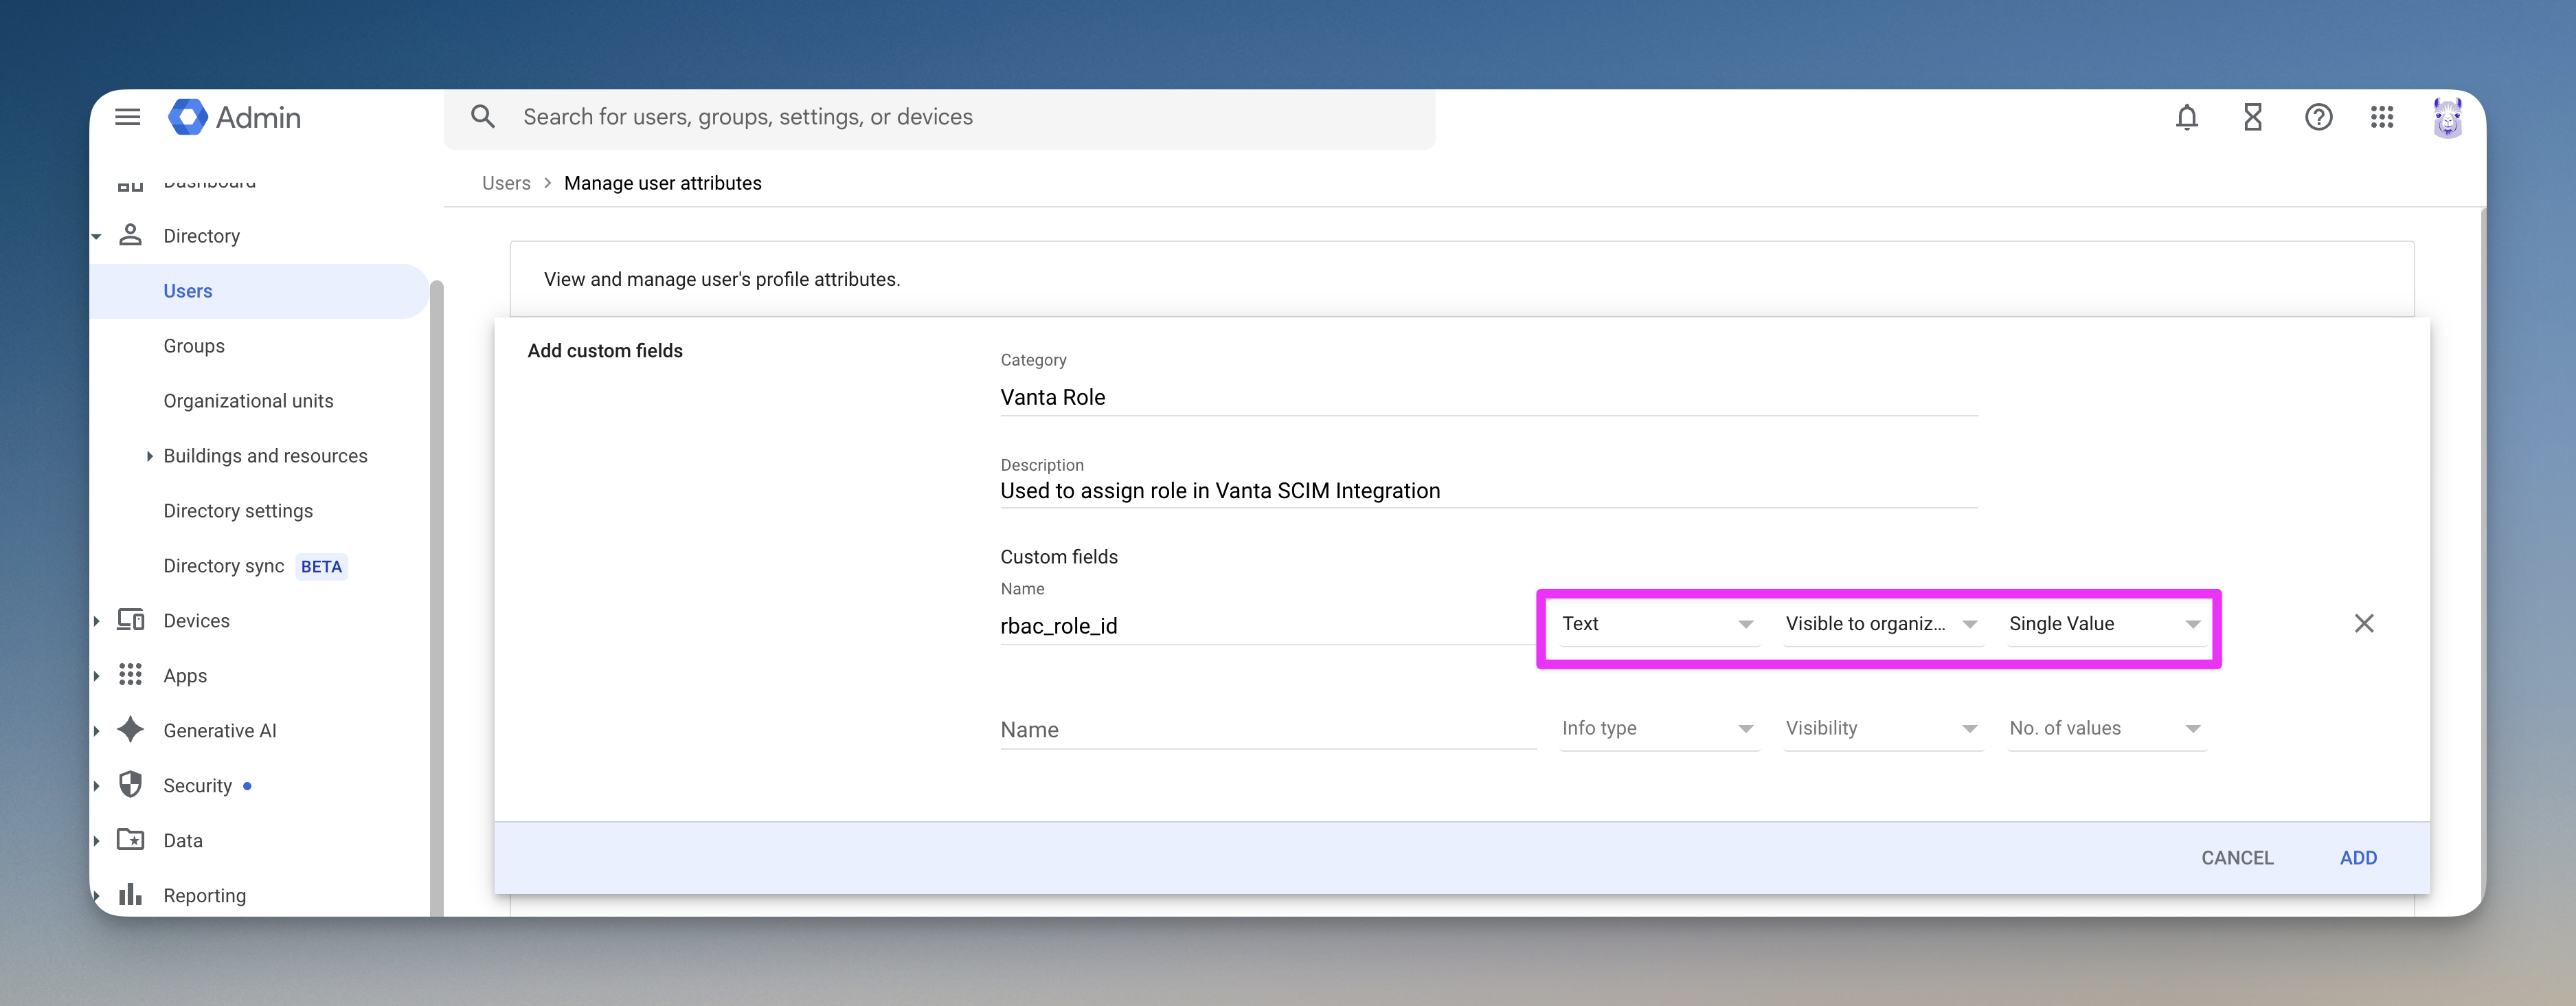 Admin
Search for users, groups, settings, or devices
Users > Manage user attributes
Dashboard
Directory
Users
Groups
Organizational units
Buildings and resources
Directory settings
Directory sync BETA
Devices
Apps
Generative AI
Security
Data
Reporting
View and manage user's profile attributes.
Add custom fields
Category
Vanta Role
Description
Used to assign role in Vanta SCIM Integration
Custom fields
Name
rbac_role_id Text Visible to organiz... Single Value
Name Info type Visibility No. of values
CANCEL ADD